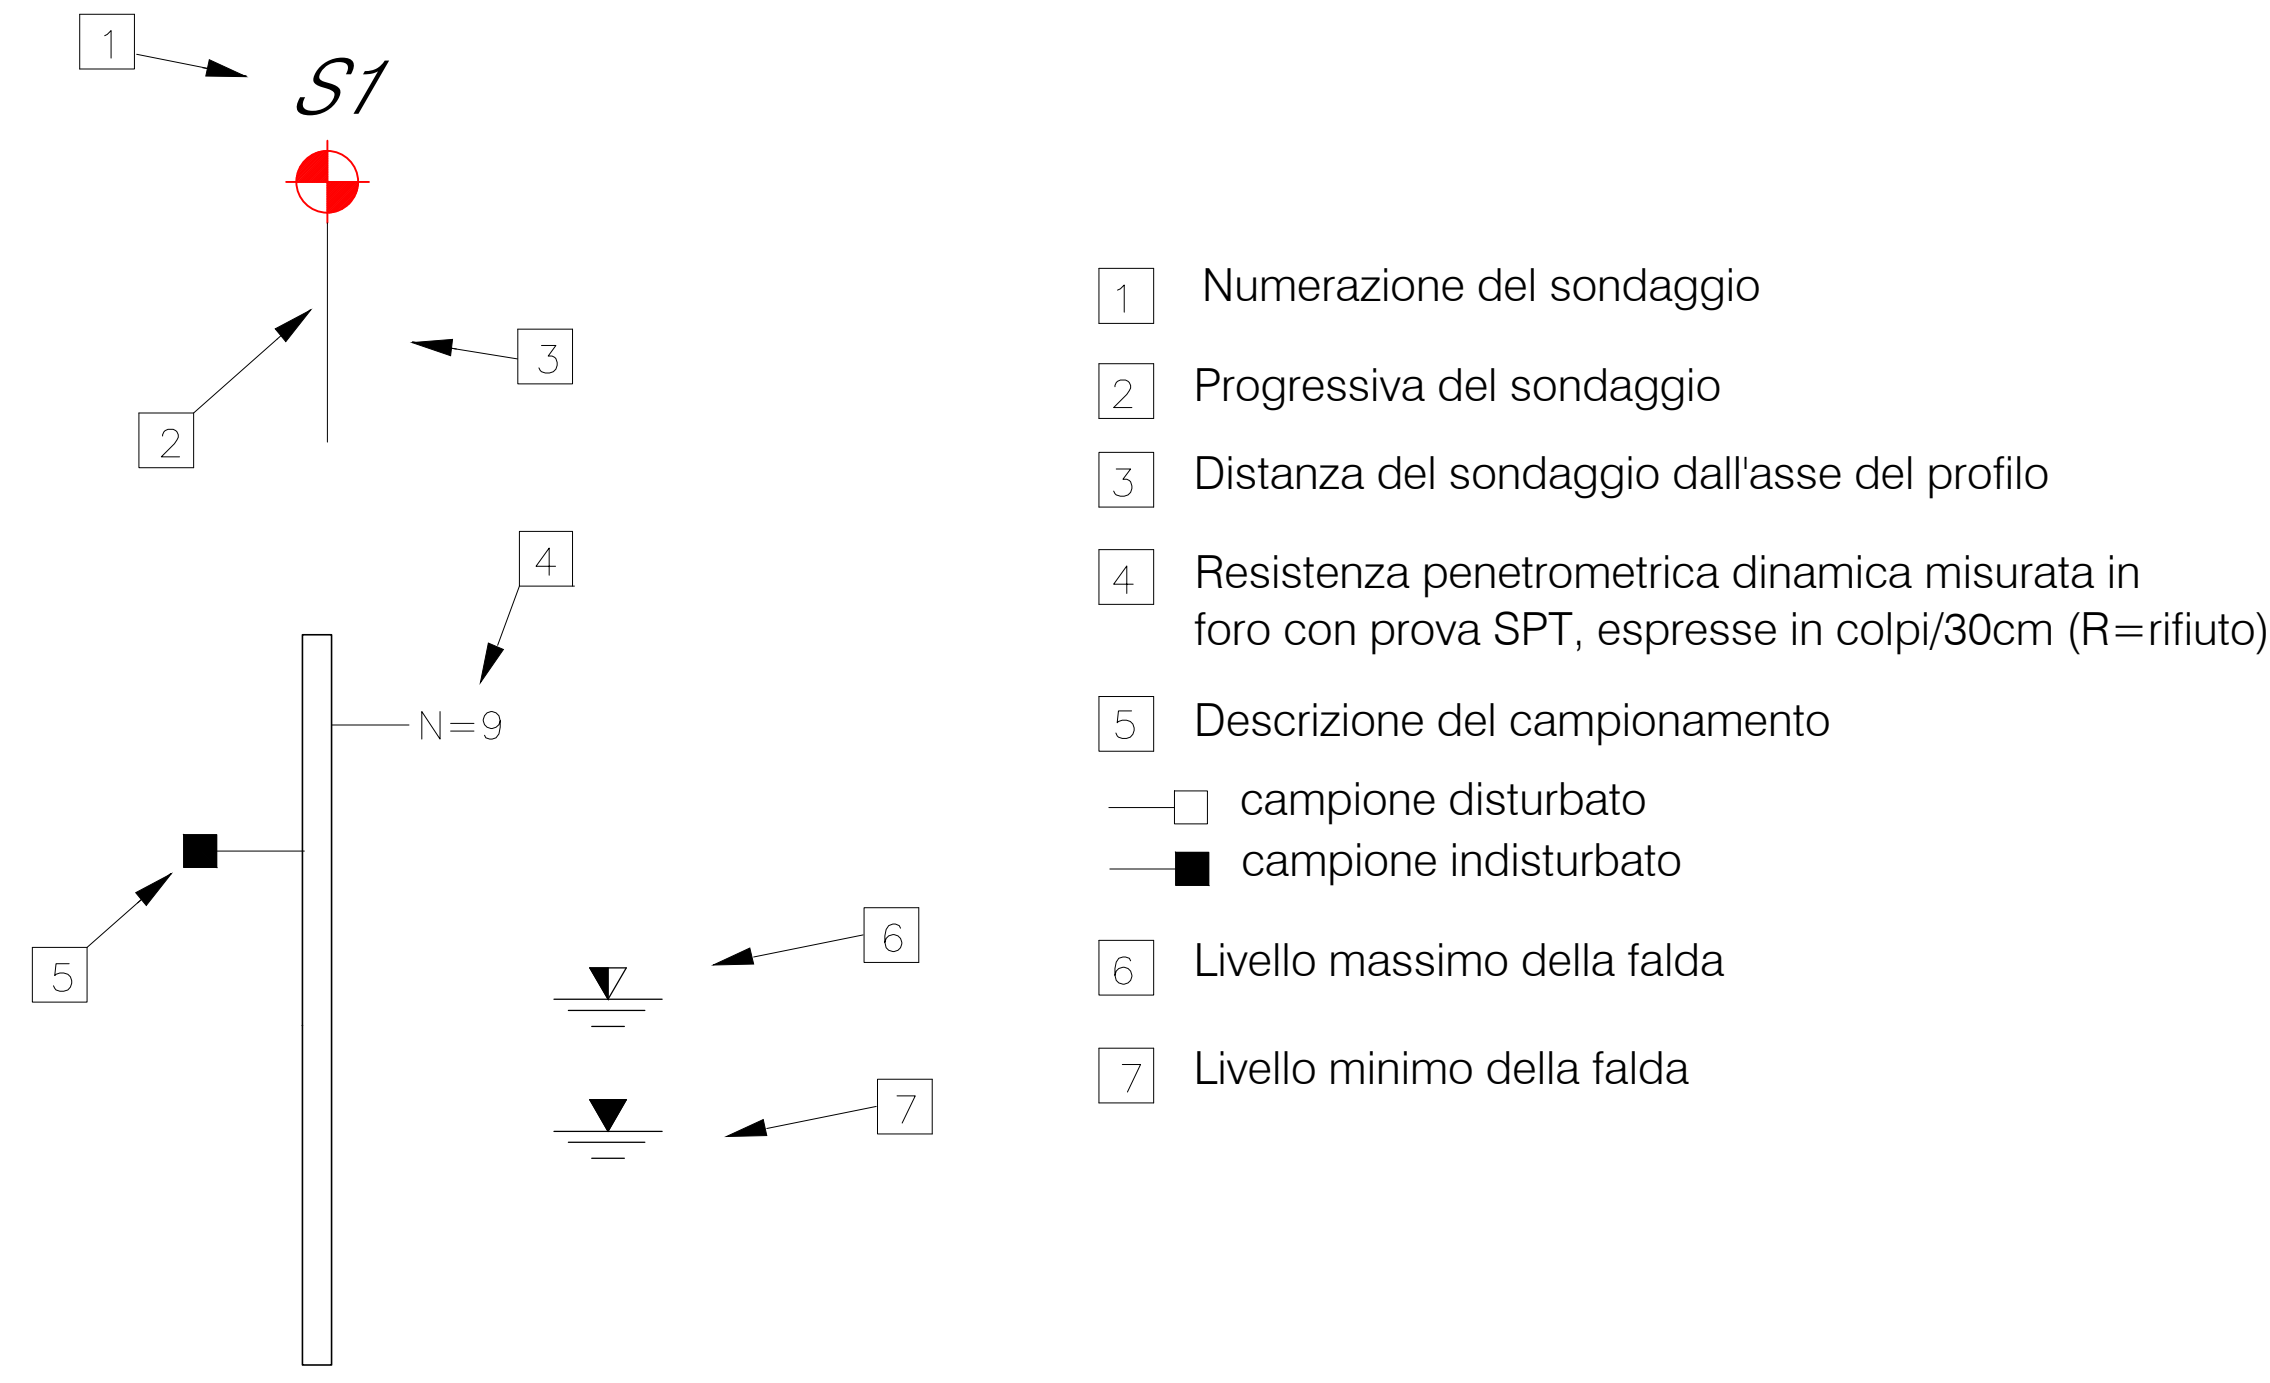 1
S1
2
3
4
N=9
5
6
7
1 Numerazione del sondaggio
2 Progressiva del sondaggio
3 Distanza del sondaggio dall'asse del profilo
4 Resistenza penetrometrica dinamica misurata in
foro con prova SPT, espresse in colpi/30cm (R=rifiuto)
5 Descrizione del campionamento
campione disturbato
campione indisturbato
6 Livello massimo della falda
7 Livello minimo della falda